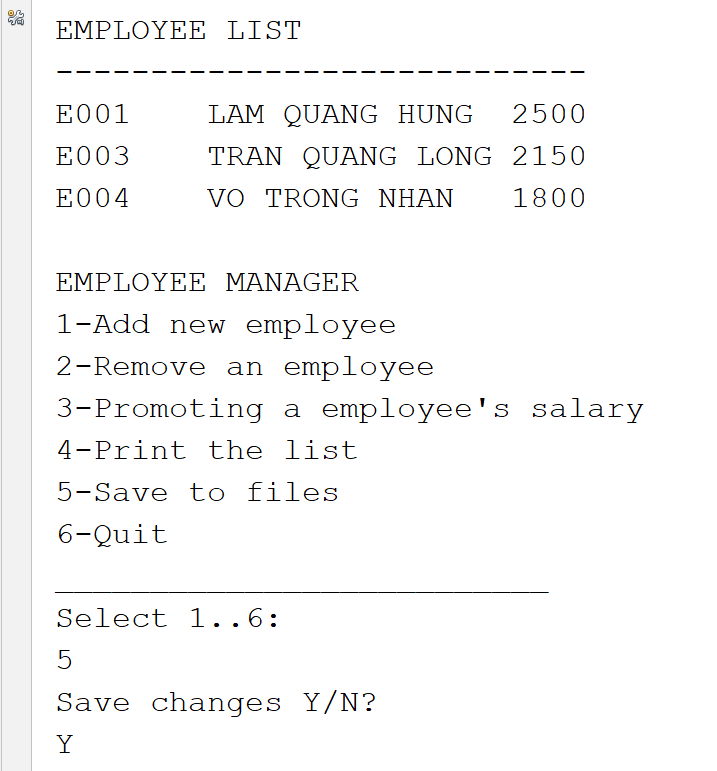 EMPLOYEE LIST
----------------------------
E001    LAM QUANG HUNG  2500
E003    TRAN QUANG LONG 2150
E004    VO TRONG NHAN   1800
EMPLOYEE MANAGER
1-Add new employee
2-Remove an employee
3-Promoting a employee's salary
4-Print the list
5-Save to files
6-Quit
__________________________
Select 1..6:
5
Save changes Y/N?
Y